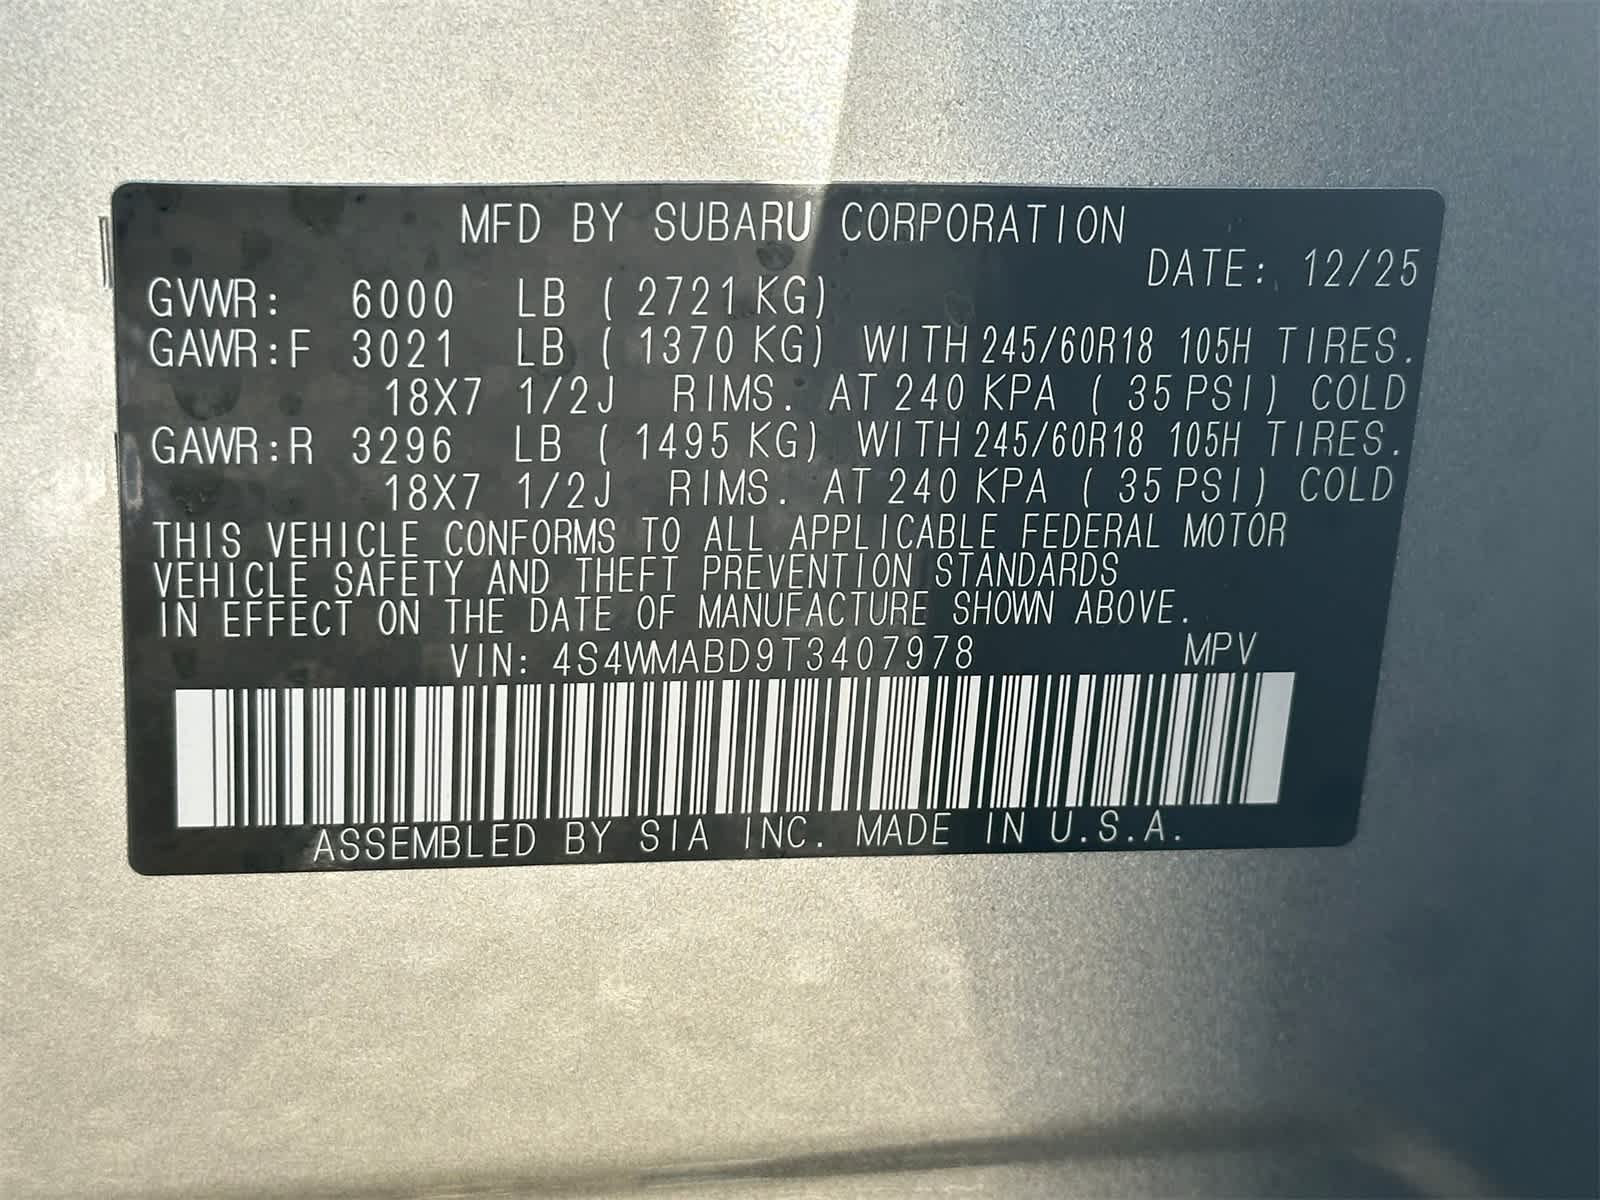 MFD BY SUBARU CORPORATION
DATE: 12/25
GVWR: 6000 LB ( 2721 KG)
GAWR:F 3021 LB ( 1370 KG) WITH 245/60R18 105H TIRES.
18X7 1/2J RIMS. AT 240 KPA ( 35 PSI) COLD
GAWR:R 3296 LB ( 1495 KG) WITH 245/60R18 105H TIRES.
18X7 1/2J RIMS. AT 240 KPA ( 35 PSI) COLD
THIS VEHICLE CONFORMS TO ALL APPLICABLE FEDERAL MOTOR
VEHICLE SAFETY AND THEFT PREVENTION STANDARDS
IN EFFECT ON THE DATE OF MANUFACTURE SHOWN ABOVE.
VIN: 4S4WMABD9T3407978 MPV
ASSEMBLED BY SIA INC. MADE IN U.S.A.